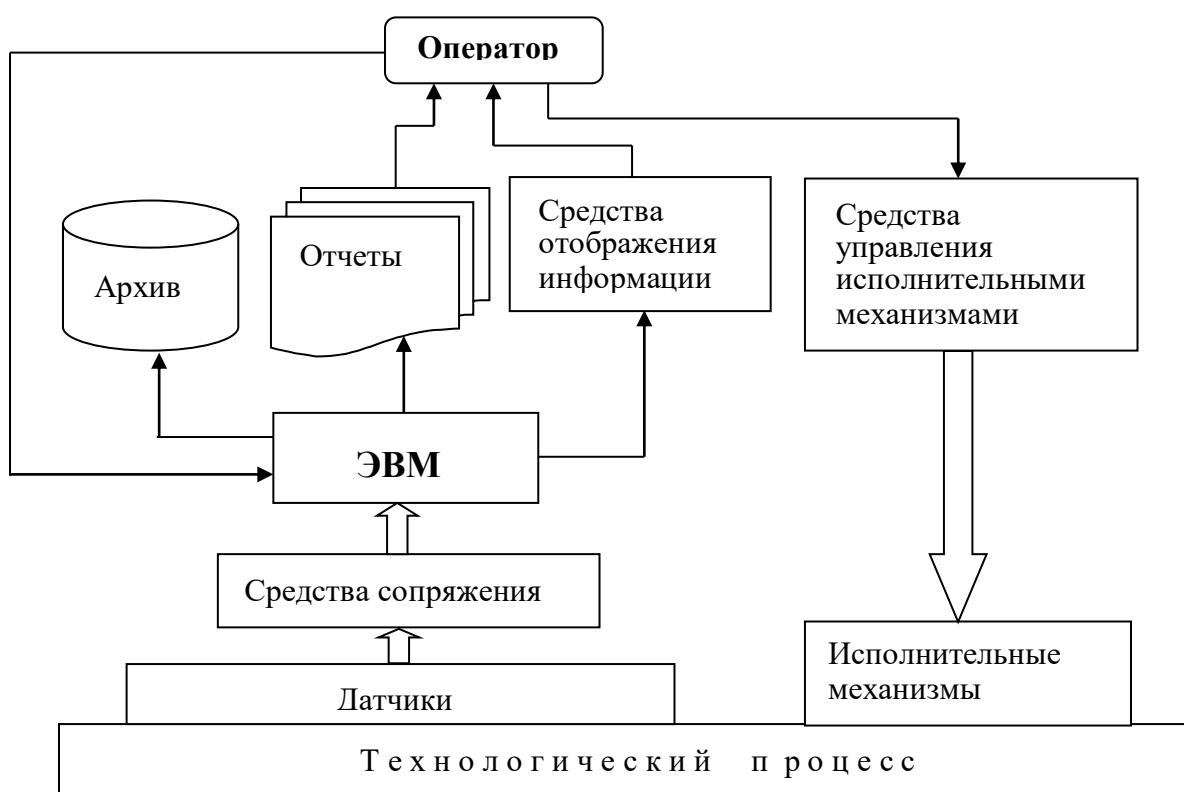 Оператор
Средства
отображения
информации
Средства
управления
исполнительными
механизмами
Отчеты
Архив
ЭВМ
Средства сопряжения
Исполнительные
механизмы
Датчики
Технологический процесс